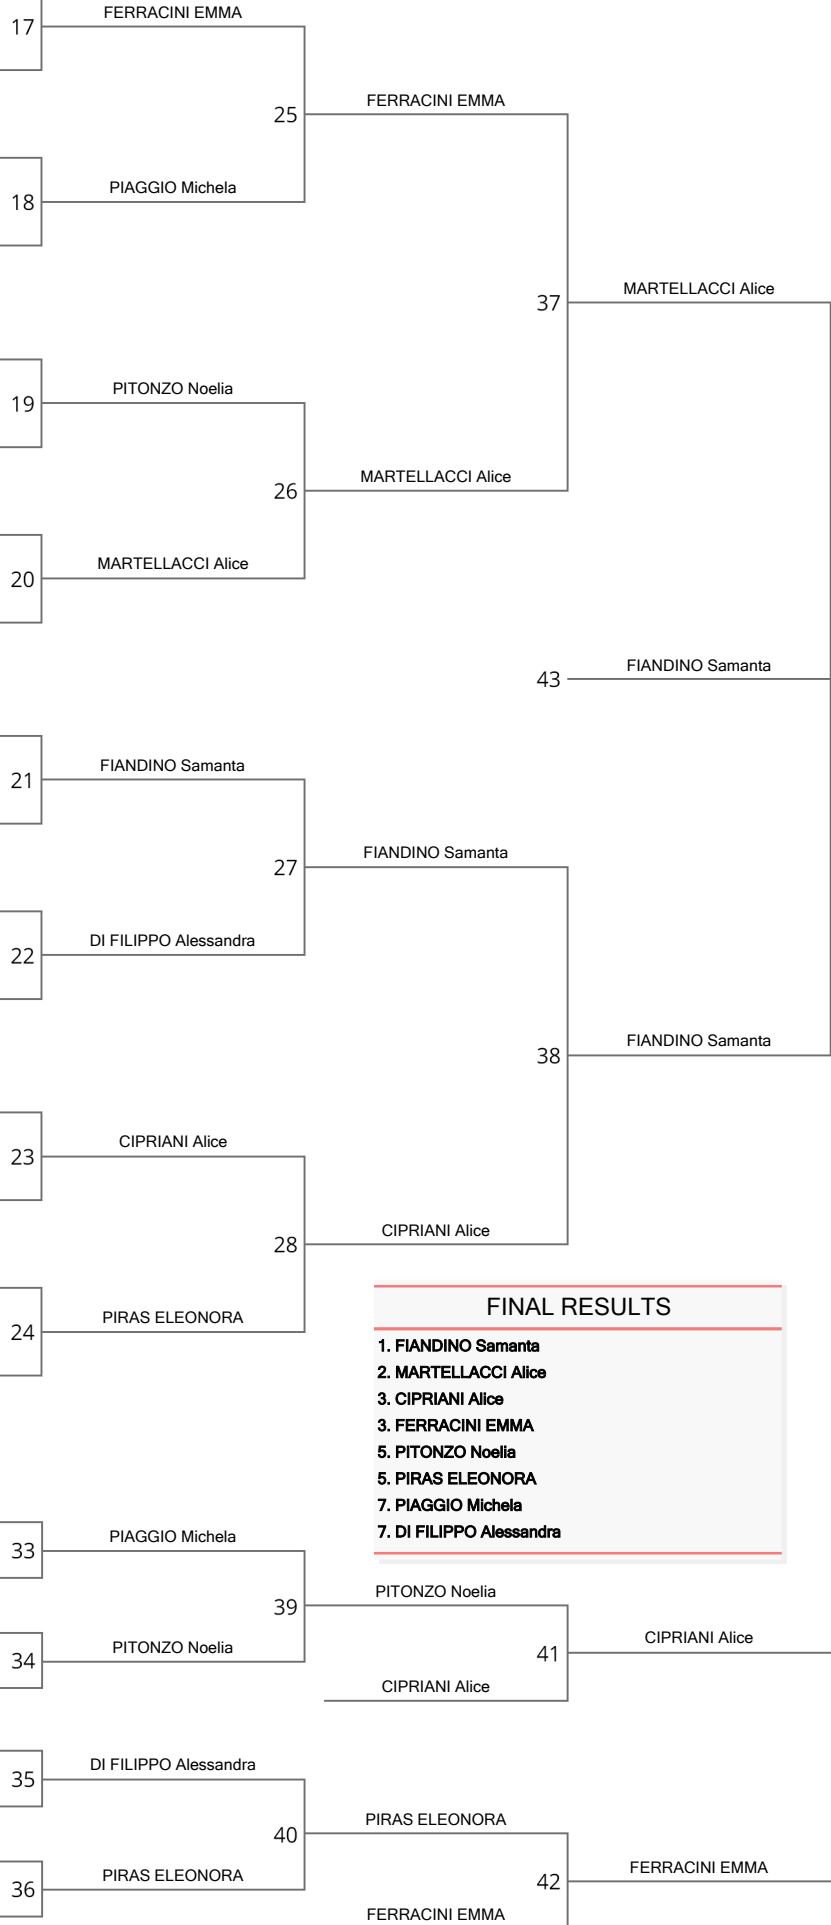 FERRACINI EMMA
17
FERRACINI EMMA
25
PIAGGIO Michela
18
MARTELLACCI Alice
37
PITONZO Noelia
19
MARTELLACCI Alice
26
MARTELLACCI Alice
20
FIANDINO Samanta
43
FIANDINO Samanta
21
FIANDINO Samanta
27
DI FILIPPO Alessandra
22
FIANDINO Samanta
38
CIPRIANI Alice
23
CIPRIANI Alice
28
PIRAS ELEONORA
24
FINAL RESULTS
1. FIANDINO Samanta
2. MARTELLACCI Alice
3. CIPRIANI Alice
3. FERRACINI EMMA
5. PITONZO Noelia
5. PIRAS ELEONORA
7. PIAGGIO Michela
7. DI FILIPPO Alessandra
PIAGGIO Michela
33
PITONZO Noelia
39
CIPRIANI Alice
41
PITONZO Noelia
34
CIPRIANI Alice
DI FILIPPO Alessandra
35
PIRAS ELEONORA
40
FERRACINI EMMA
42
PIRAS ELEONORA
36
FERRACINI EMMA